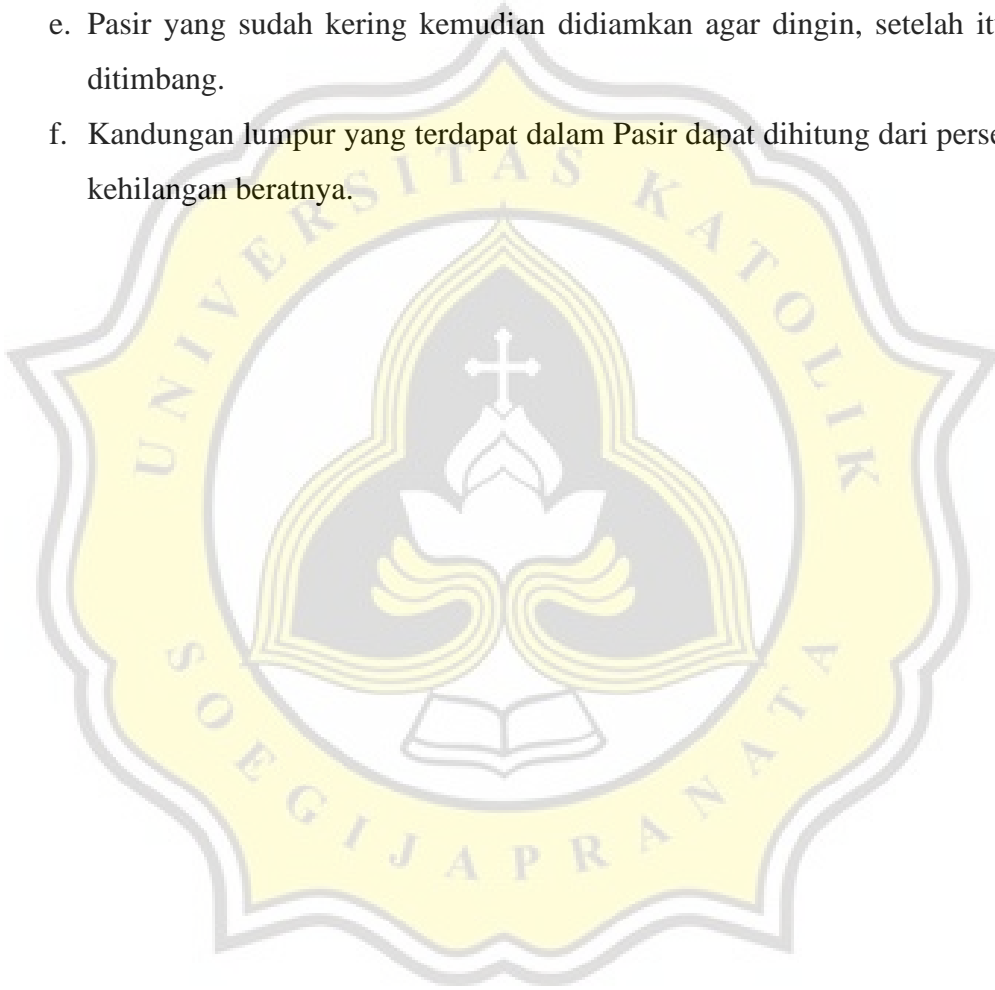 e. Pasir yang sudah kering kemudian didiamkan agar dingin, setelah
ditimbang.
f. Kandungan lumpur yang terdapat dalam Pasir dapat dihitung dari
kehilangan beratnya.
UNIVERSITAS KATOLIK
SOEGIJAPRANATA